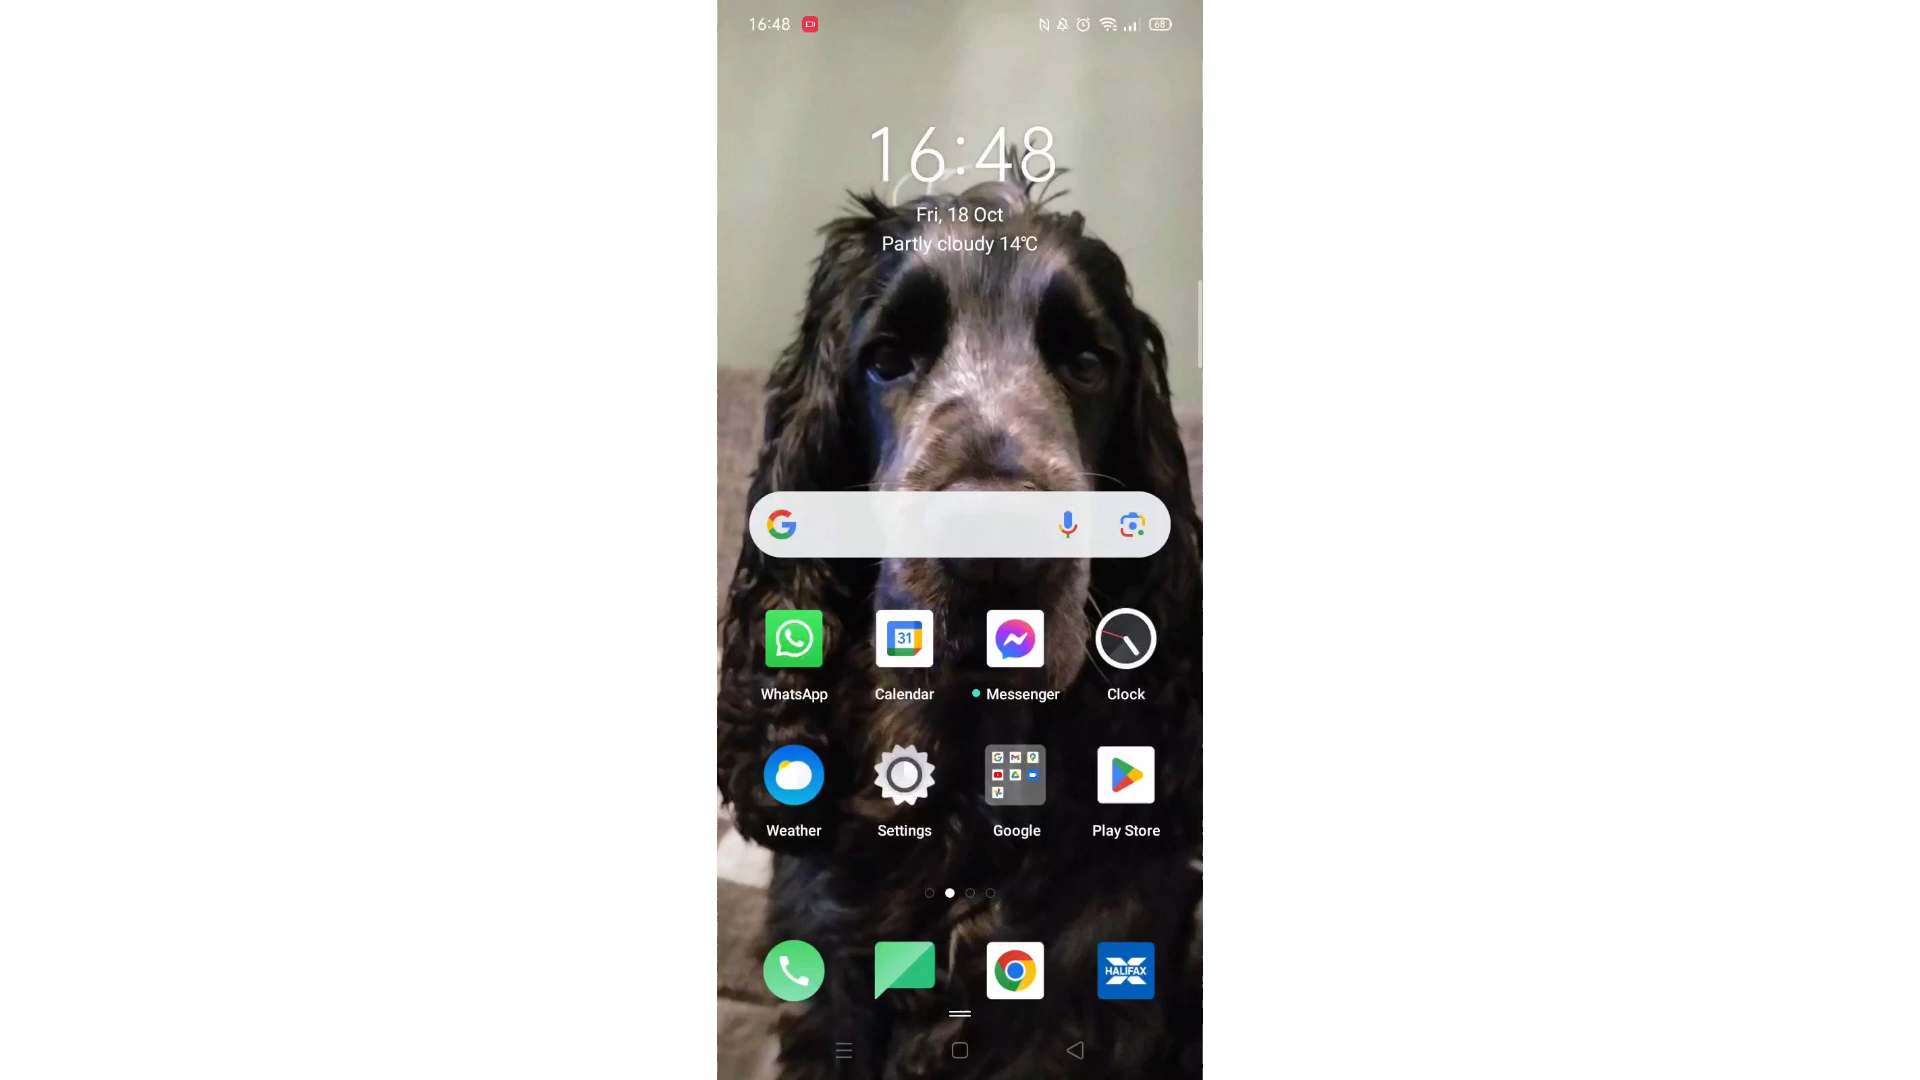 16:48
68
16:48
Fri, 18 Oct
Partly cloudy 14°C
31
WhatsApp
Calendar
Messenger
Clock
Weather
Settings
Google
Play Store
HALIFAX